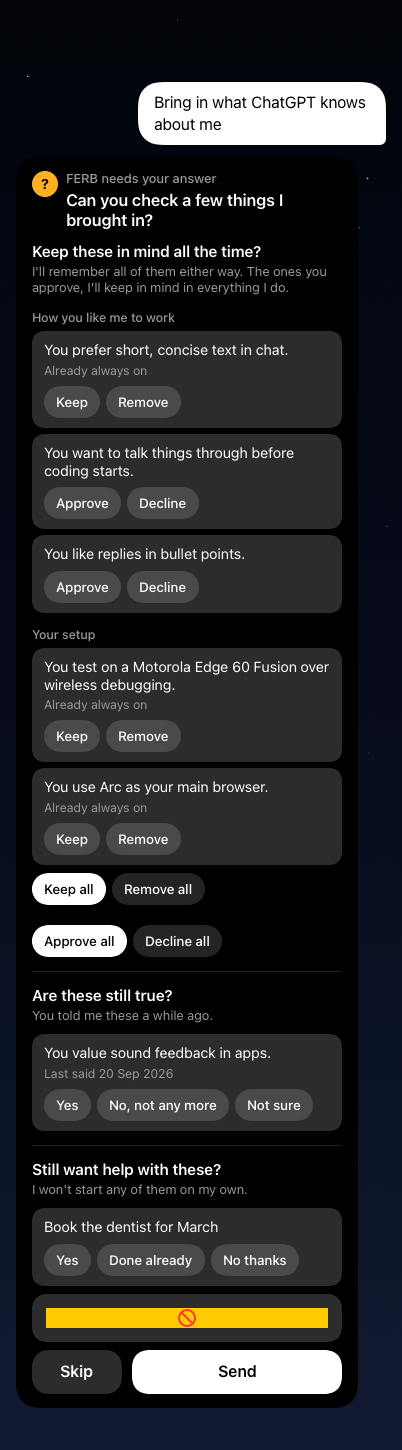 Bring in what ChatGPT knows
about me
?
FERB needs your answer
Can you check a few things I
brought in?
Keep these in mind all the time?
I'll remember all of them either way. The ones you
approve, I'll keep in mind in everything I do.
How you like me to work
You prefer short, concise text in chat.
Already always on
Keep
Remove
You want to talk things through before
coding starts.
Approve
Decline
You like replies in bullet points.
Approve
Decline
Your setup
You test on a Motorola Edge 60 Fusion over
wireless debugging.
Already always on
Keep
Remove
You use Arc as your main browser.
Already always on
Keep
Remove
Keep all
Remove all
Approve all
Decline all
Are these still true?
You told me these a while ago.
You value sound feedback in apps.
Last said 20 Sep 2026
Yes
No, not any more
Not sure
Still want help with these?
I won't start any of them on my own.
Book the dentist for March
Yes
Done already
No thanks
Skip
Send